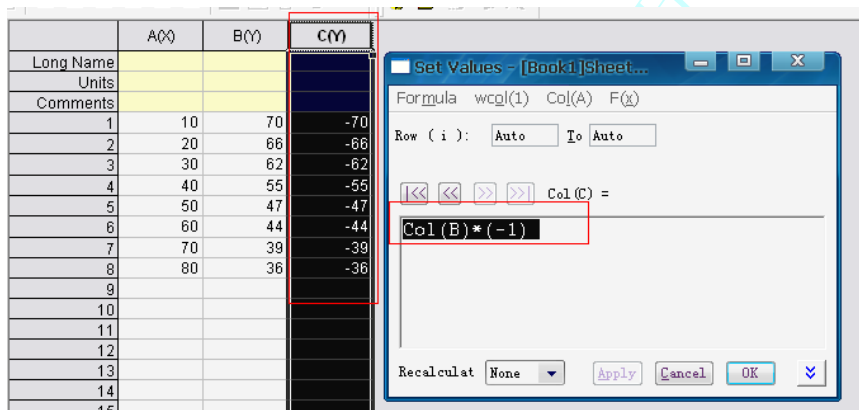 A(X) B(Y) C(Y)
Long Name
Units
Comments
1 10 70 -70
2 20 66 -66
3 30 62 -62
4 40 55 -55
5 50 47 -47
6 60 44 -44
7 70 39 -39
8 80 36 -36
9
10
11
12
13
14
15
Set Values - [Book1]Sheet...
Formula wcol(1) Col(A) F(x)
Row ( i ): Auto To Auto
Col(C) =
Col(B)*(-1)
Recalculat None Apply Cancel OK